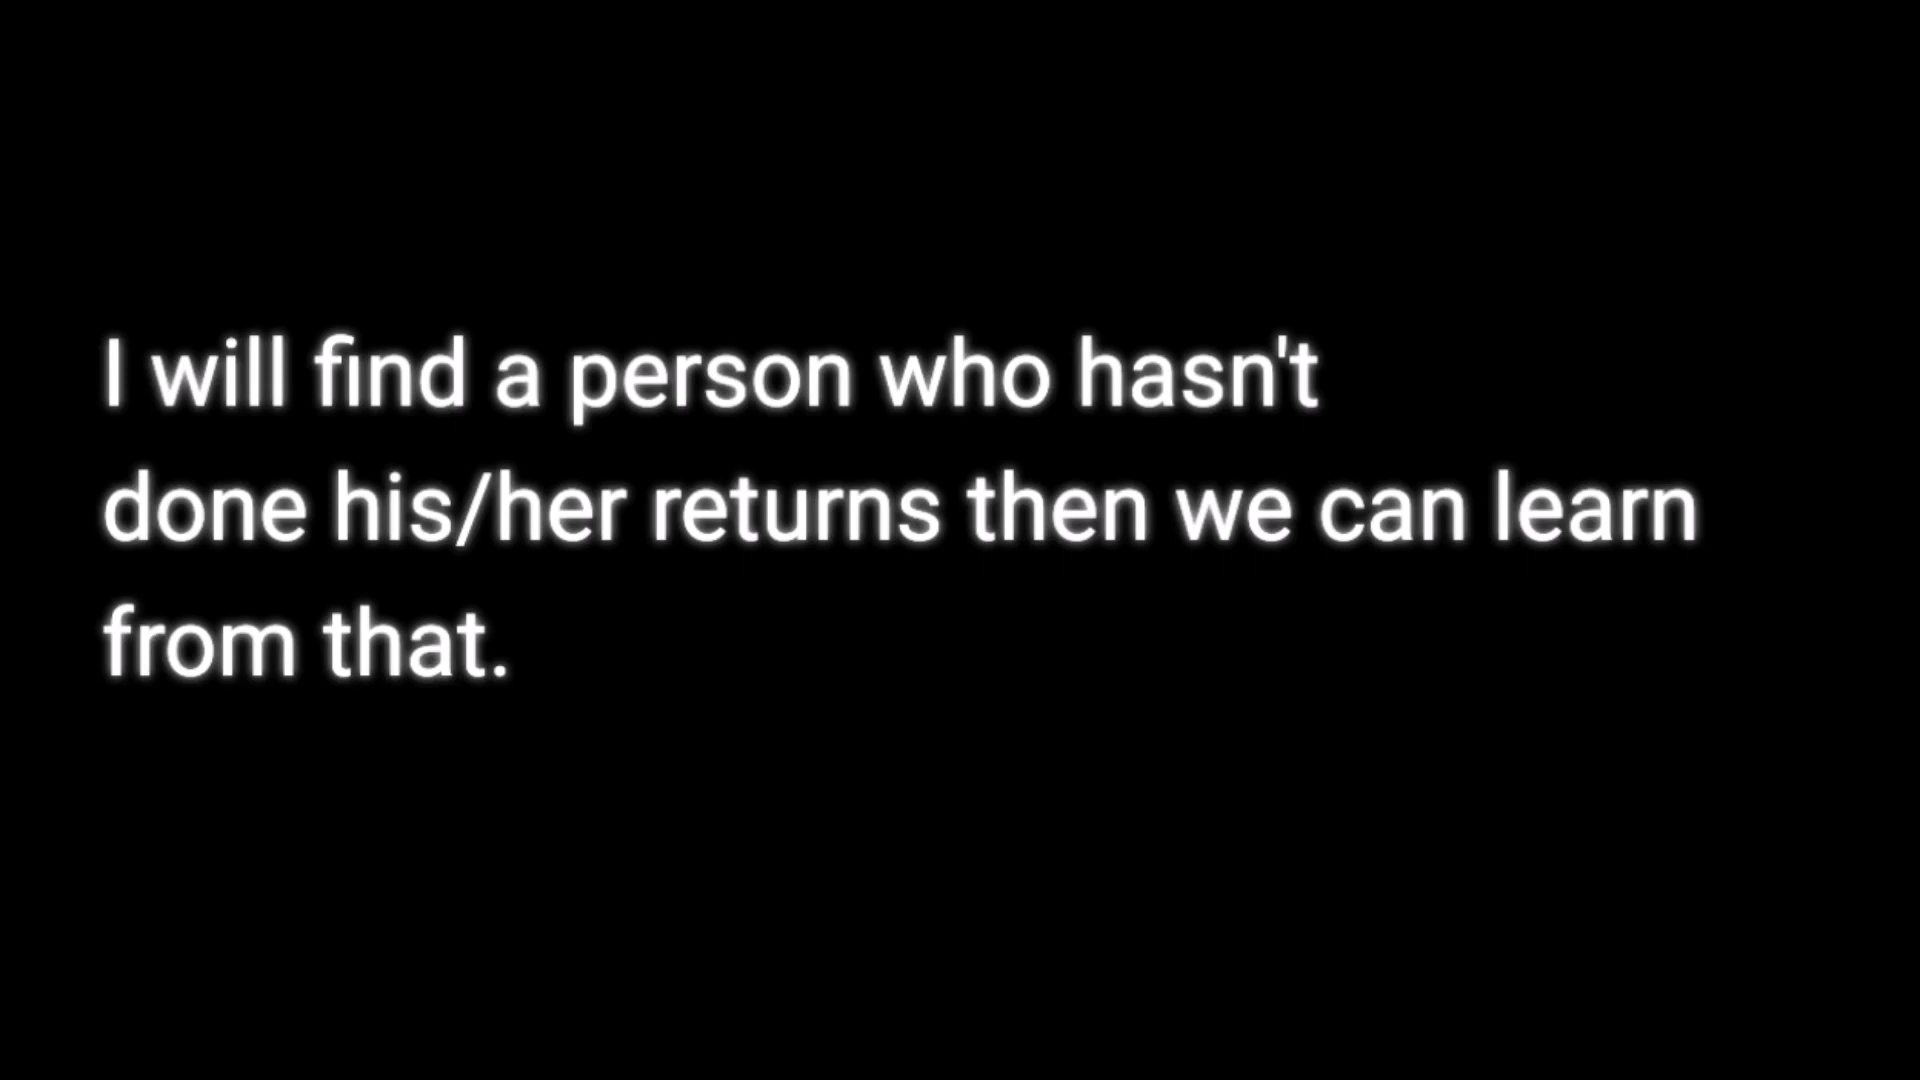 I will find a person who hasn't
done his/her returns then we can learn
from that.